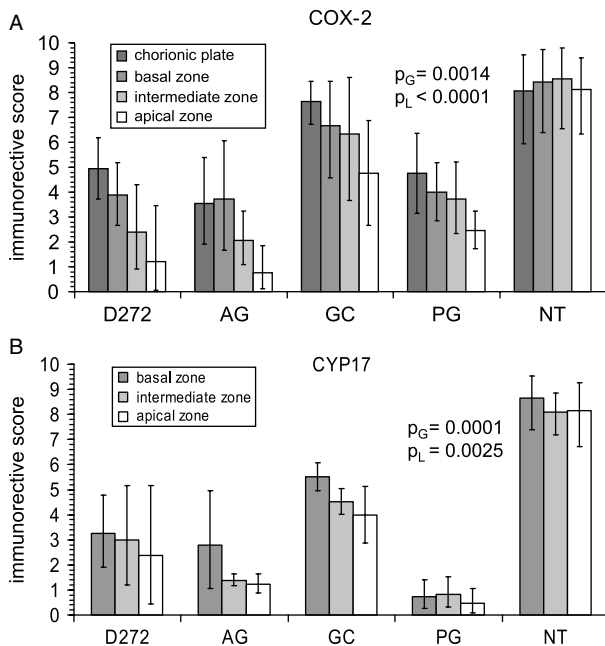 A
COX-2
immunorective score
10
9
8
7
6
5
4
3
2
1
0
chorionic plate
basal zone
intermediate zone
apical zone
pG= 0.0014
pL < 0.0001
D272 AG GC PG NT
B
CYP17
immunorective score
10
9
8
7
6
5
4
3
2
1
0
basal zone
intermediate zone
apical zone
pG= 0.0001
pL= 0.0025
D272 AG GC PG NT